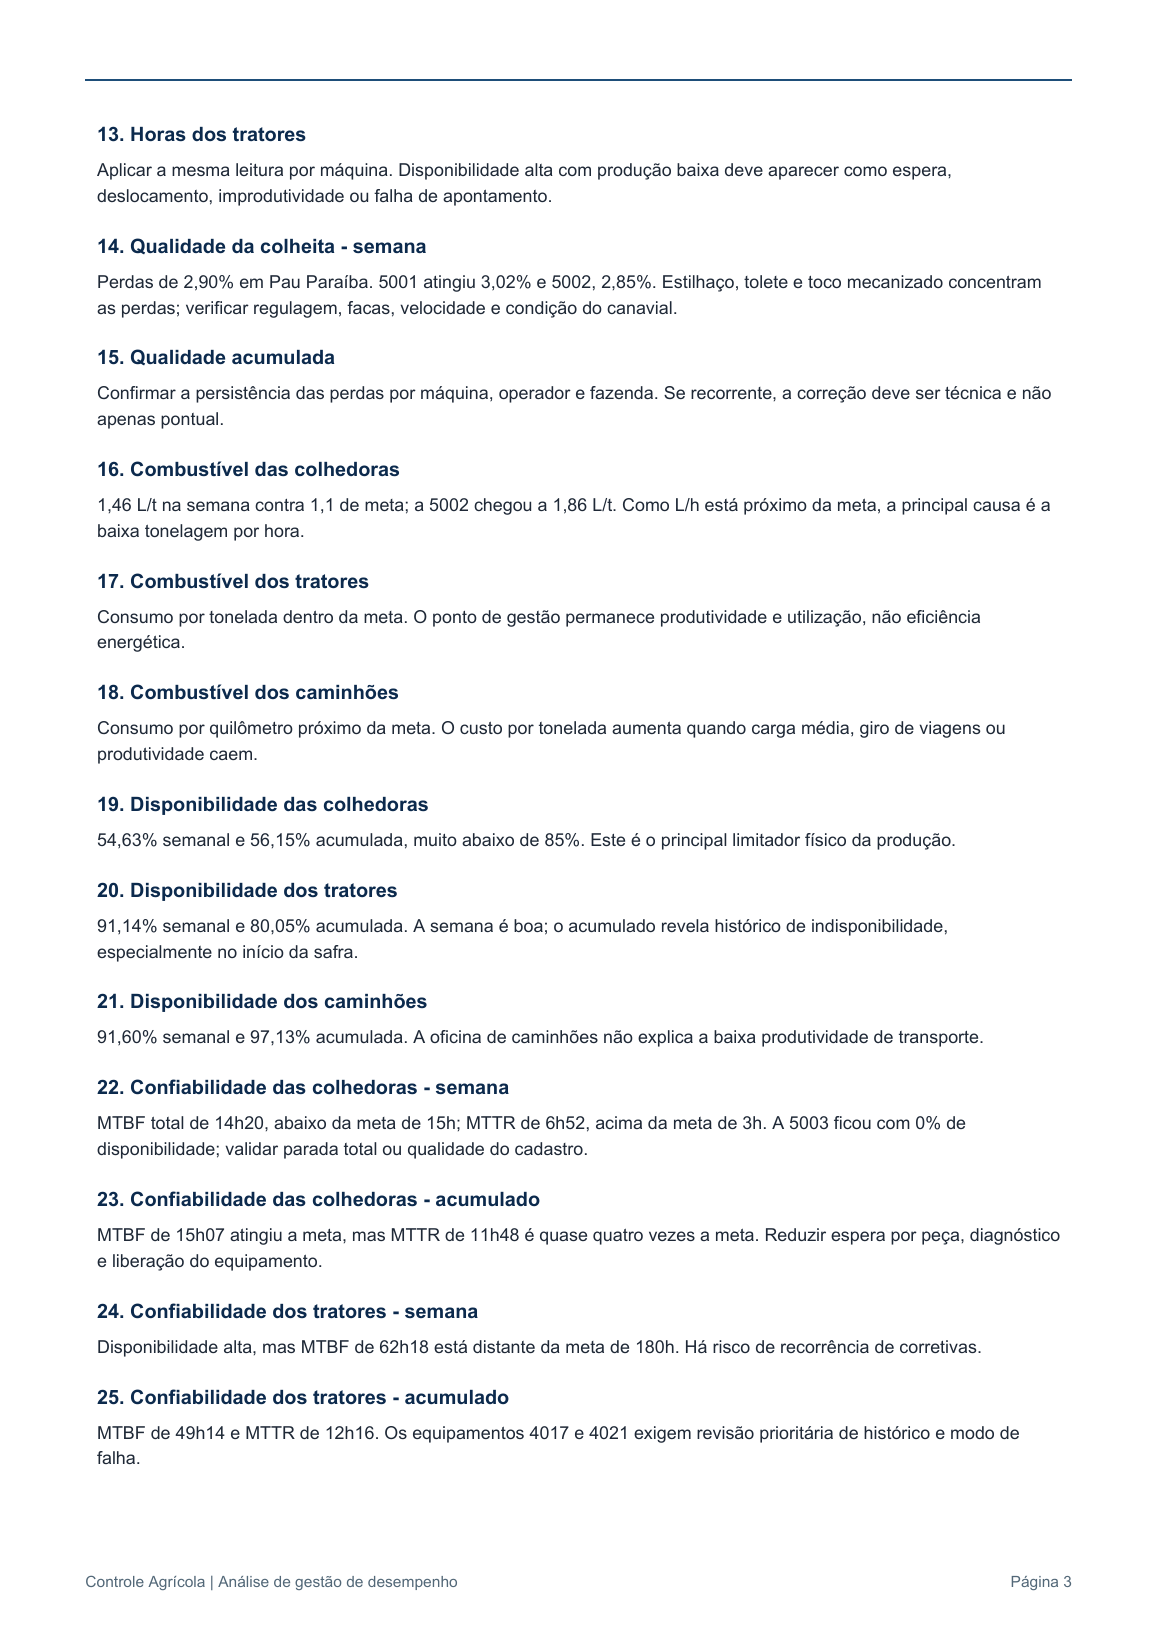 13. Horas dos tratores
Aplicar a mesma leitura por máquina. Disponibilidade alta com produção baixa deve aparecer como espera,
deslocamento, improdutividade ou falha de apontamento.
14. Qualidade da colheita - semana
Perdas de 2,90% em Pau Paraíba. 5001 atingiu 3,02% e 5002, 2,85%. Estilhaço, tolete e toco mecanizado concentram
as perdas; verificar regulagem, facas, velocidade e condição do canavial.
15. Qualidade acumulada
Confirmar a persistência das perdas por máquina, operador e fazenda. Se recorrente, a correção deve ser técnica e não
apenas pontual.
16. Combustível das colhedoras
1,46 L/t na semana contra 1,1 de meta; a 5002 chegou a 1,86 L/t. Como L/h está próximo da meta, a principal causa é a
baixa tonelagem por hora.
17. Combustível dos tratores
Consumo por tonelada dentro da meta. O ponto de gestão permanece produtividade e utilização, não eficiência
energética.
18. Combustível dos caminhões
Consumo por quilômetro próximo da meta. O custo por tonelada aumenta quando carga média, giro de viagens ou
produtividade caem.
19. Disponibilidade das colhedoras
54,63% semanal e 56,15% acumulada, muito abaixo de 85%. Este é o principal limitador físico da produção.
20. Disponibilidade dos tratores
91,14% semanal e 80,05% acumulada. A semana é boa; o acumulado revela histórico de indisponibilidade,
especialmente no início da safra.
21. Disponibilidade dos caminhões
91,60% semanal e 97,13% acumulada. A oficina de caminhões não explica a baixa produtividade de transporte.
22. Confiabilidade das colhedoras - semana
MTBF total de 14h20, abaixo da meta de 15h; MTTR de 6h52, acima da meta de 3h. A 5003 ficou com 0% de
disponibilidade; validar parada total ou qualidade do cadastro.
23. Confiabilidade das colhedoras - acumulado
MTBF de 15h07 atingiu a meta, mas MTTR de 11h48 é quase quatro vezes a meta. Reduzir espera por peça, diagnóstico
e liberação do equipamento.
24. Confiabilidade dos tratores - semana
Disponibilidade alta, mas MTBF de 62h18 está distante da meta de 180h. Há risco de recorrência de corretivas.
25. Confiabilidade dos tratores - acumulado
MTBF de 49h14 e MTTR de 12h16. Os equipamentos 4017 e 4021 exigem revisão prioritária de histórico e modo de
falha.
Controle Agrícola | Análise de gestão de desempenho
Página 3